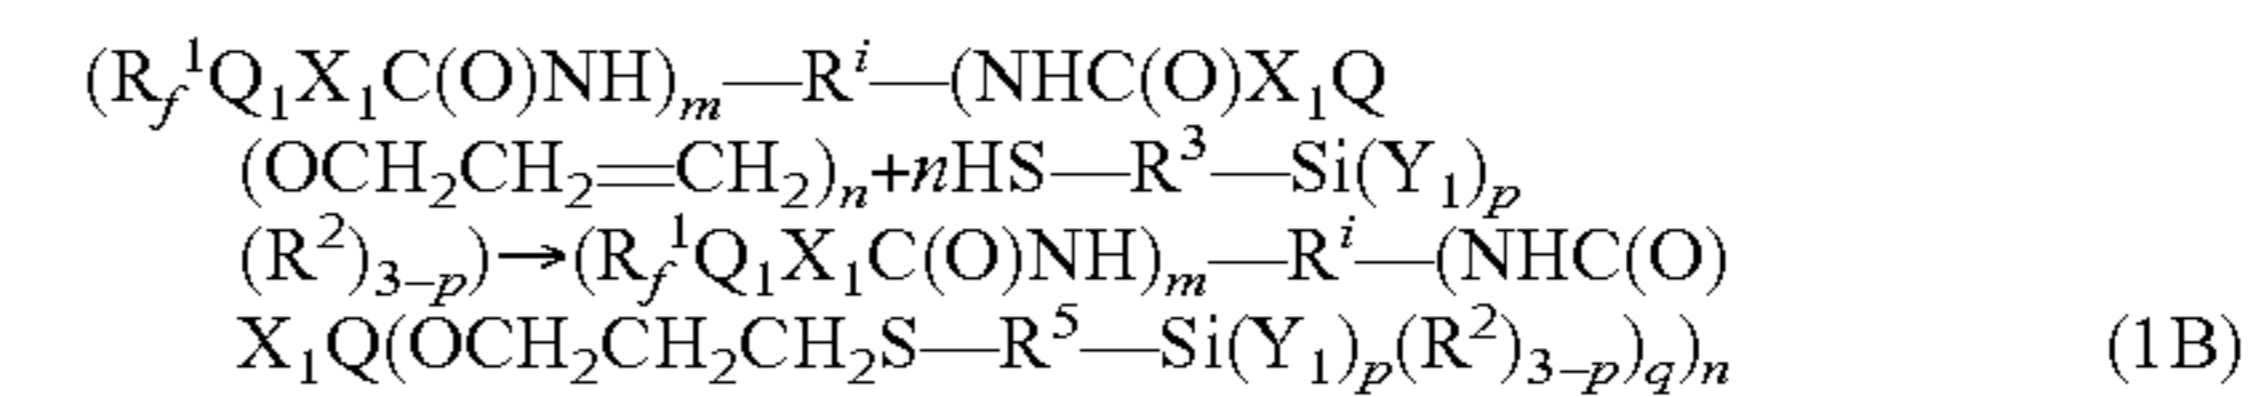 (R_f^1Q_1X_1C(O)NH)_m—R^i—(NHC(O)X_1Q
(OCH_2CH_2=CH_2)_n+nHS—R^3—Si(Y_1)_p
(R^2)_{3-p})→(R_f^1Q_1X_1C(O)NH)_m—R^i—(NHC(O)
X_1Q(OCH_2CH_2CH_2S—R^5—Si(Y_1)_p(R^2)_{3-p})_q)_n (1B)